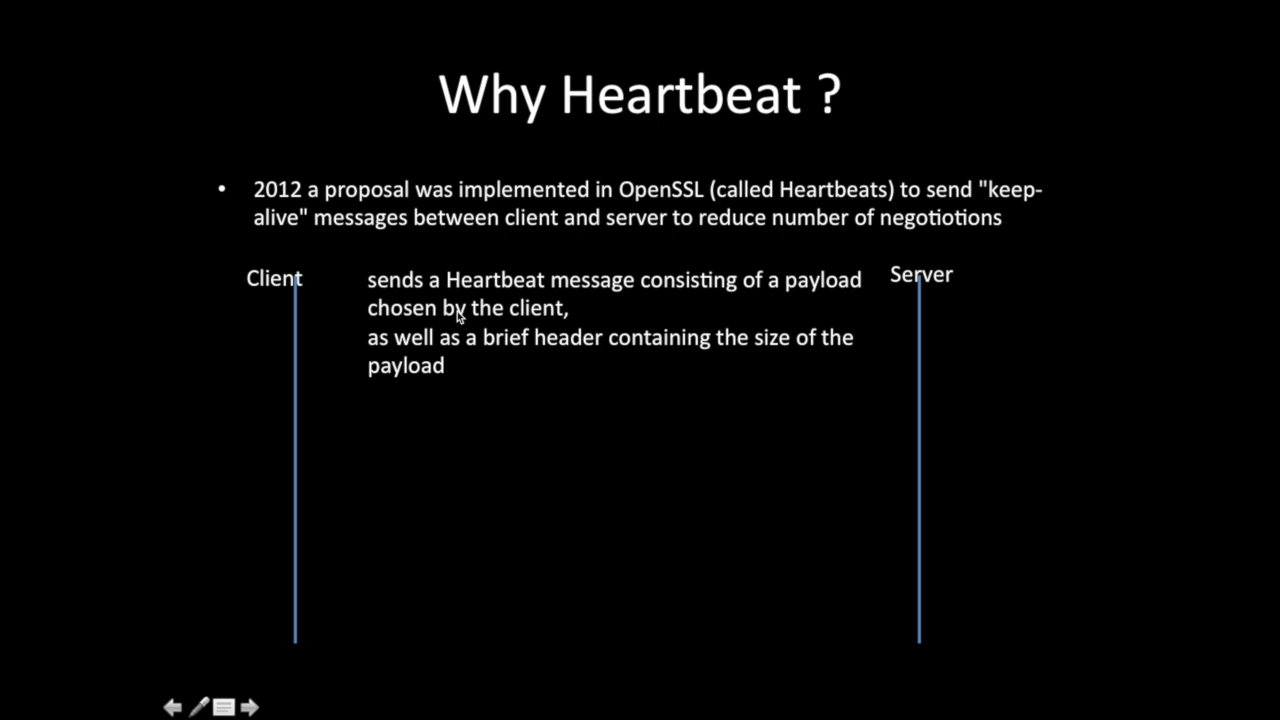 Why Heartbeat ?
• 2012 a proposal was implemented in OpenSSL (called Heartbeats) to send "keep-
alive" messages between client and server to reduce number of negotiotions
Client
sends a Heartbeat message consisting of a payload
chosen by the client,
as well as a brief header containing the size of the
payload
Server